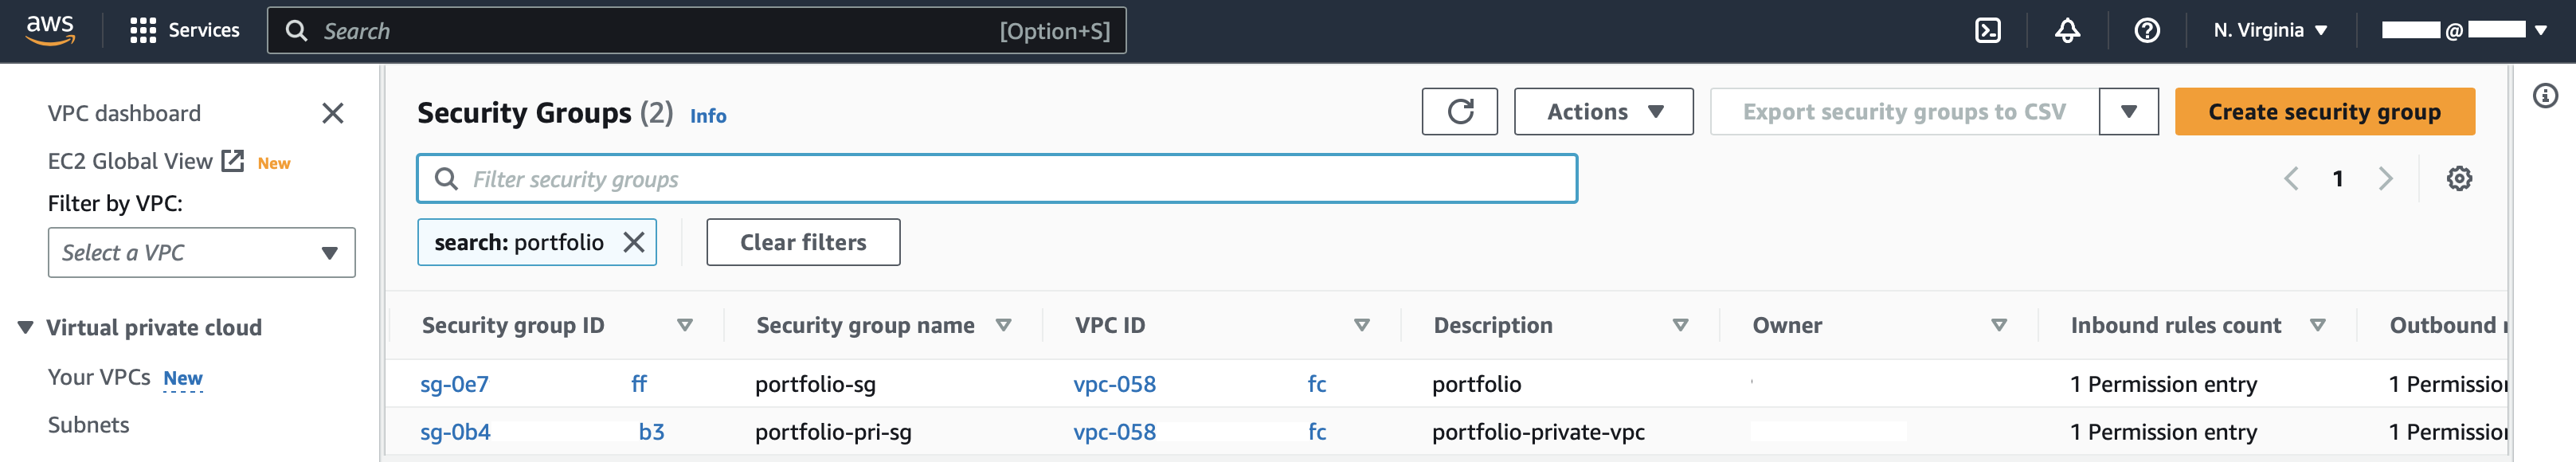 aws Services Search [Option+S] N. Virginia @
VPC dashboard
EC2 Global View New
Filter by VPC:
Select a VPC
Virtual private cloud
Your VPCs New
Subnets
Security Groups (2) Info
Actions
Export security groups to CSV
Create security group
Filter security groups
1
search: portfolio
Clear filters
Security group ID Security group name VPC ID Description Owner Inbound rules count Outbound
sg-0e7 ff portfolio-sg vpc-058 fc portfolio 1 Permission entry 1 Permission
sg-0b4 b3 portfolio-pri-sg vpc-058 fc portfolio-private-vpc 1 Permission entry 1 Permission